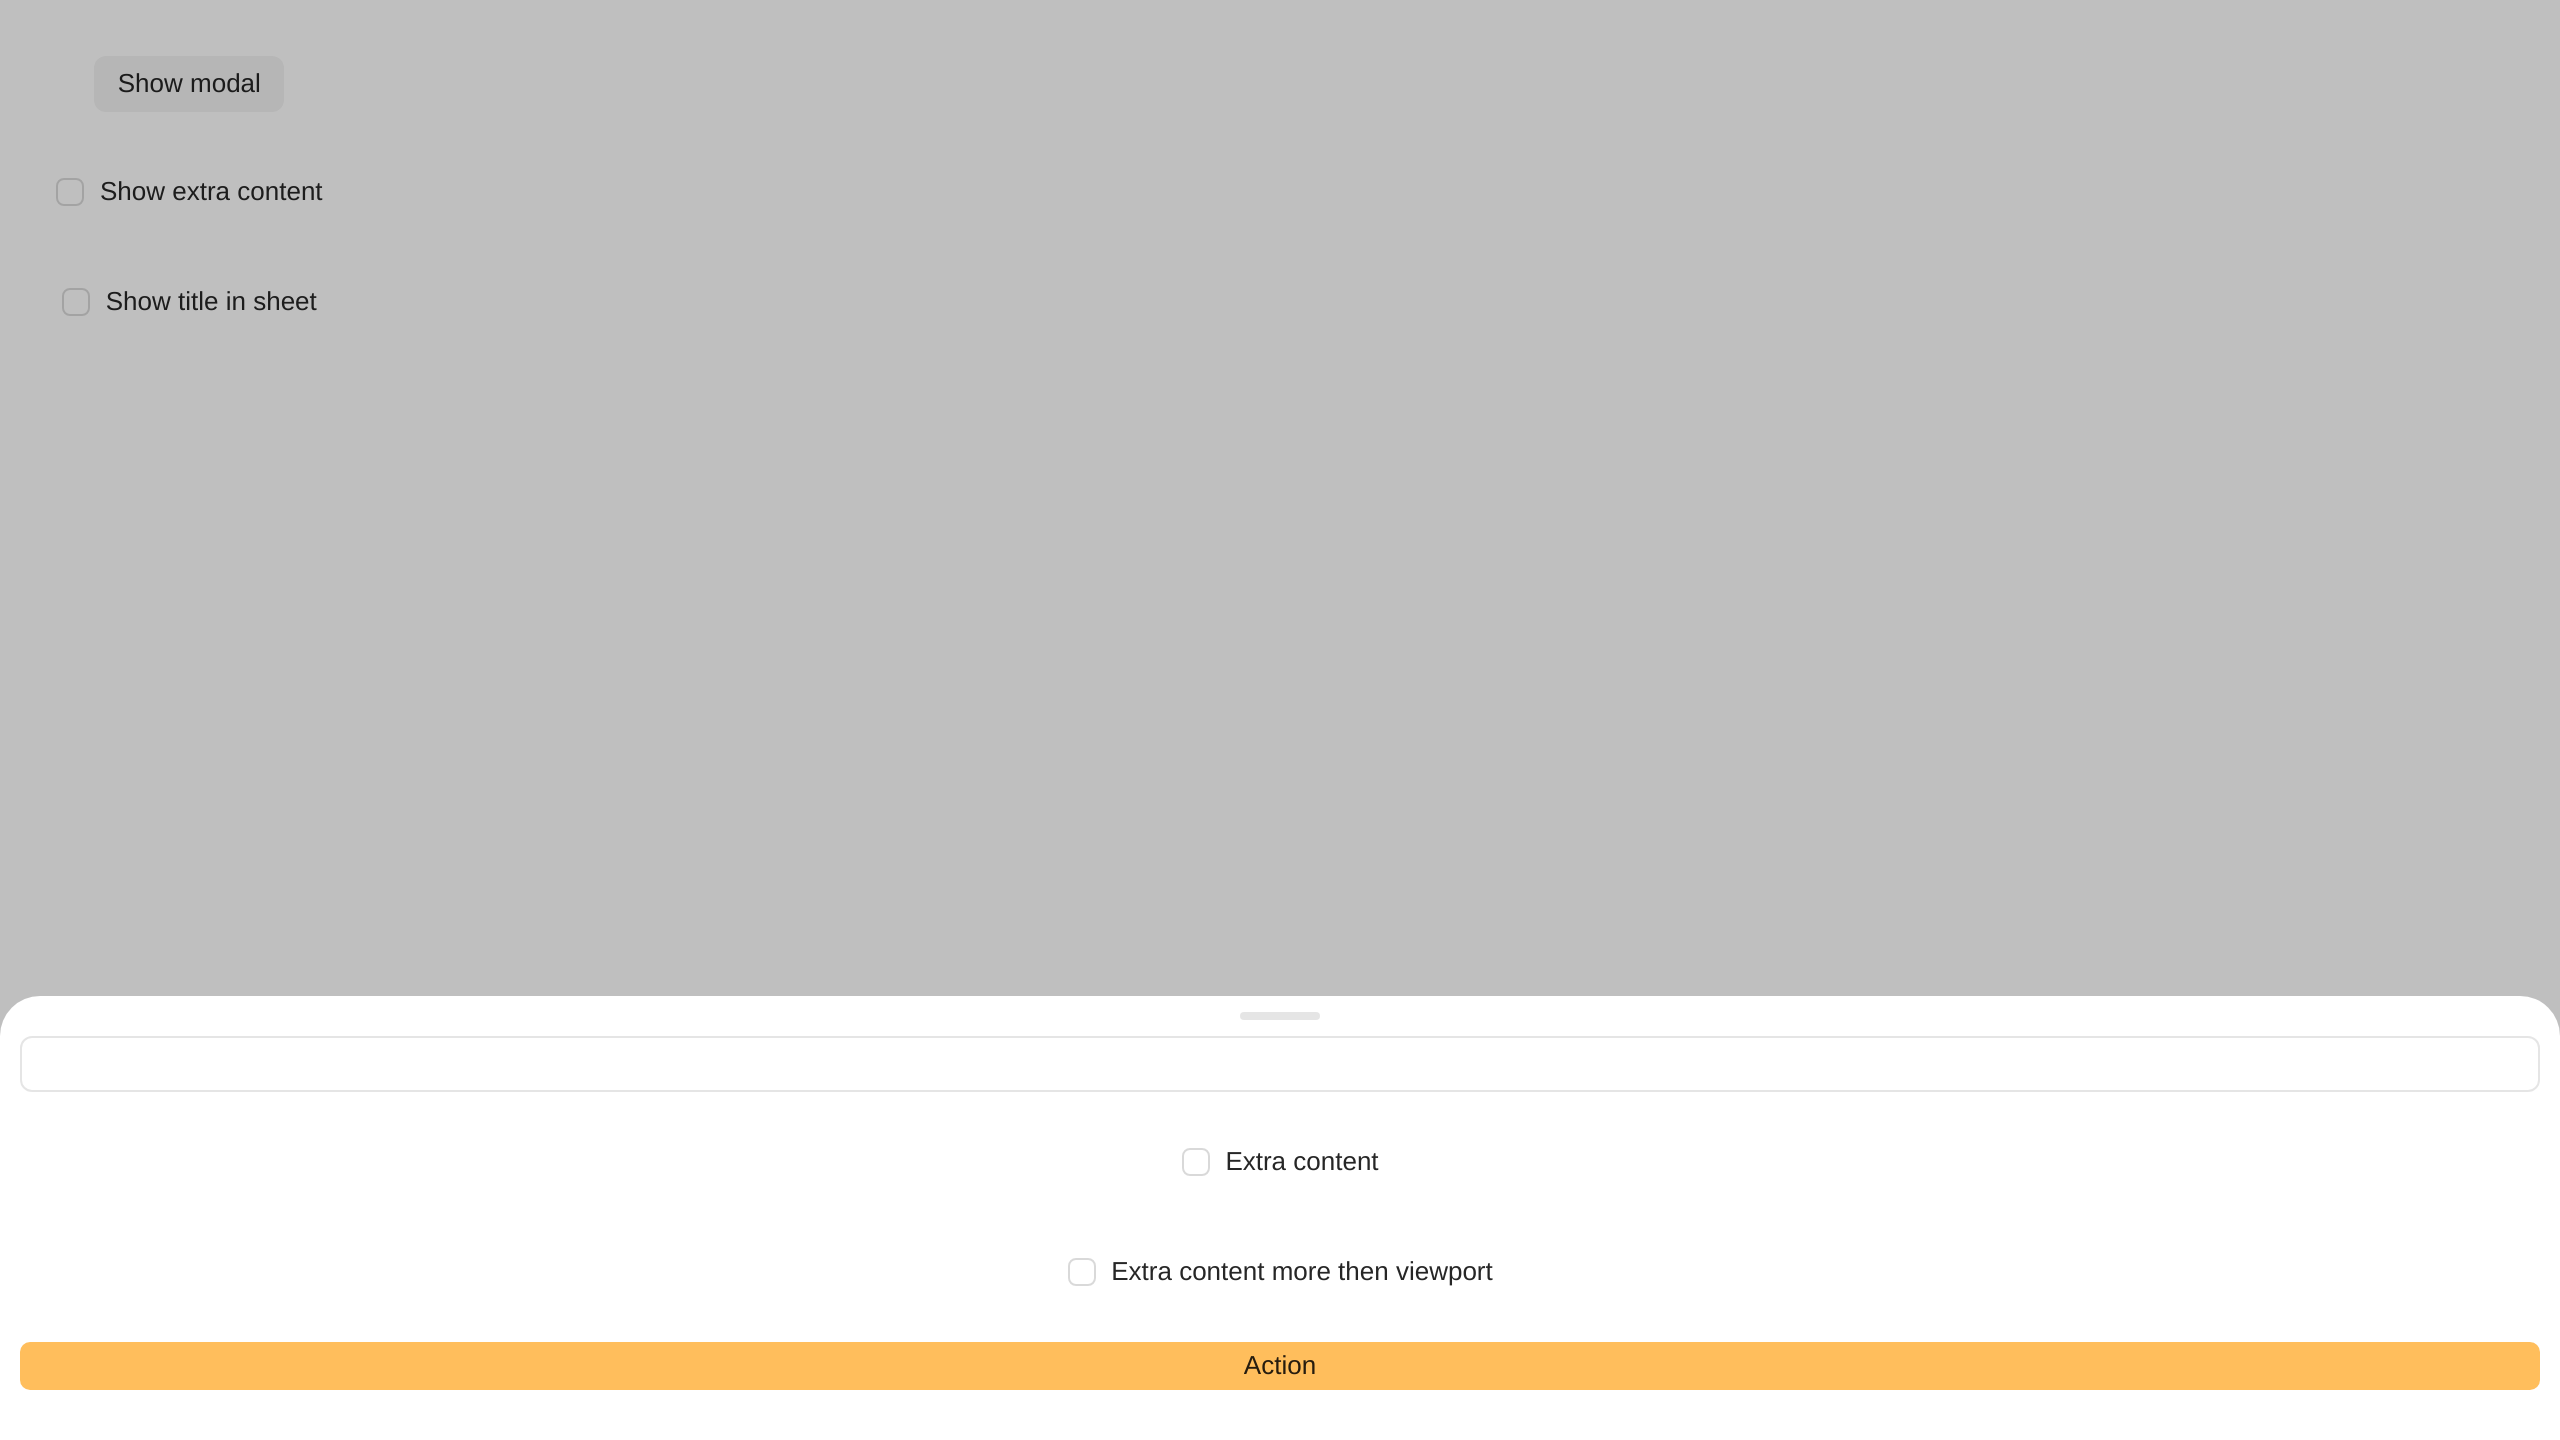 Show modal
Show extra content
Show title in sheet
Extra content
Extra content more then viewport
Action